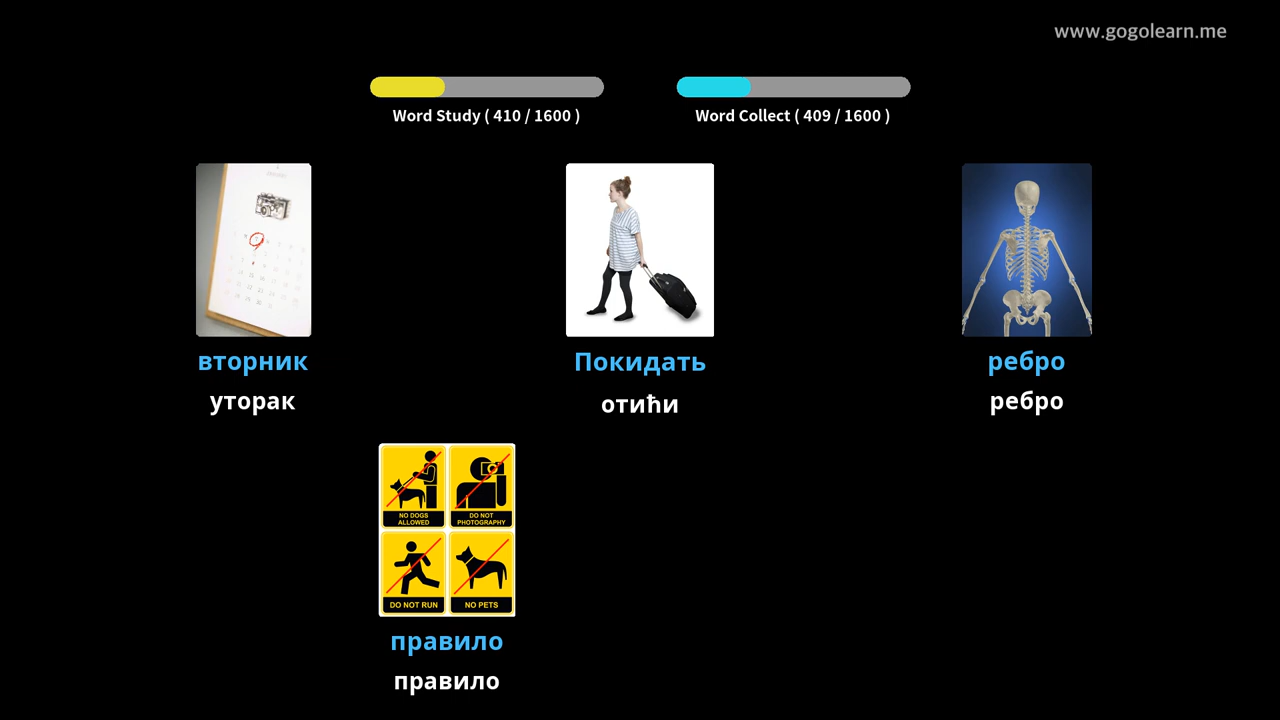 www.gogolearn.me
Word Study ( 410 / 1600 )
Word Collect ( 409 / 1600 )
вторник
уторак
Покидать
отићи
ребро
ребро
NO DOGS
ALLOWED
DO NOT
PHOTOGRAPHY
DO NOT RUN
NO PETS
правило
правило